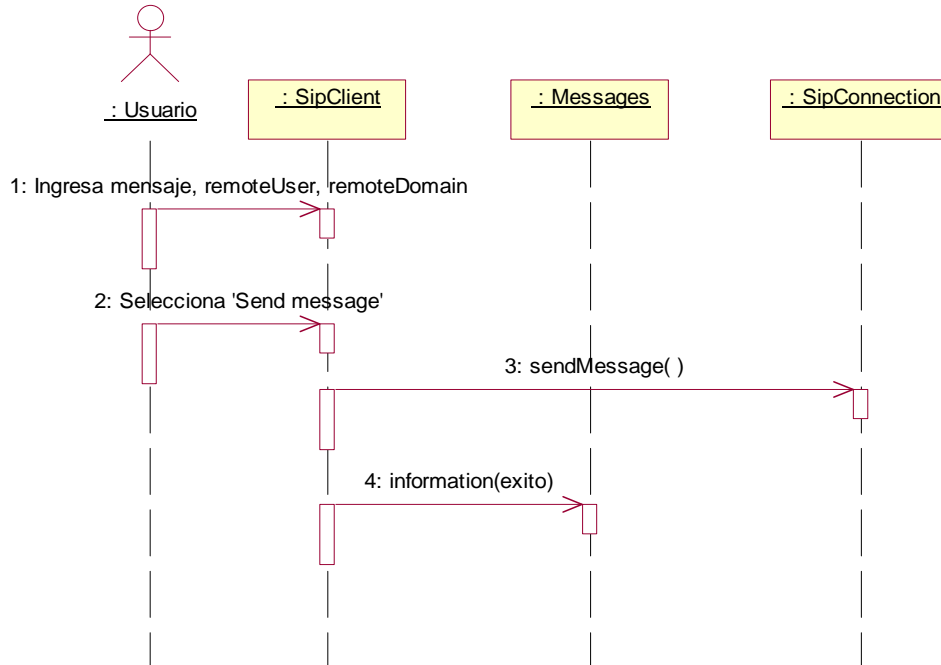 : Usuario
: SipClient
: Messages
: SipConnection
1: Ingresa mensaje, remoteUser, remoteDomain
2: Selecciona 'Send message'
3: sendMessage( )
4: information(exito)